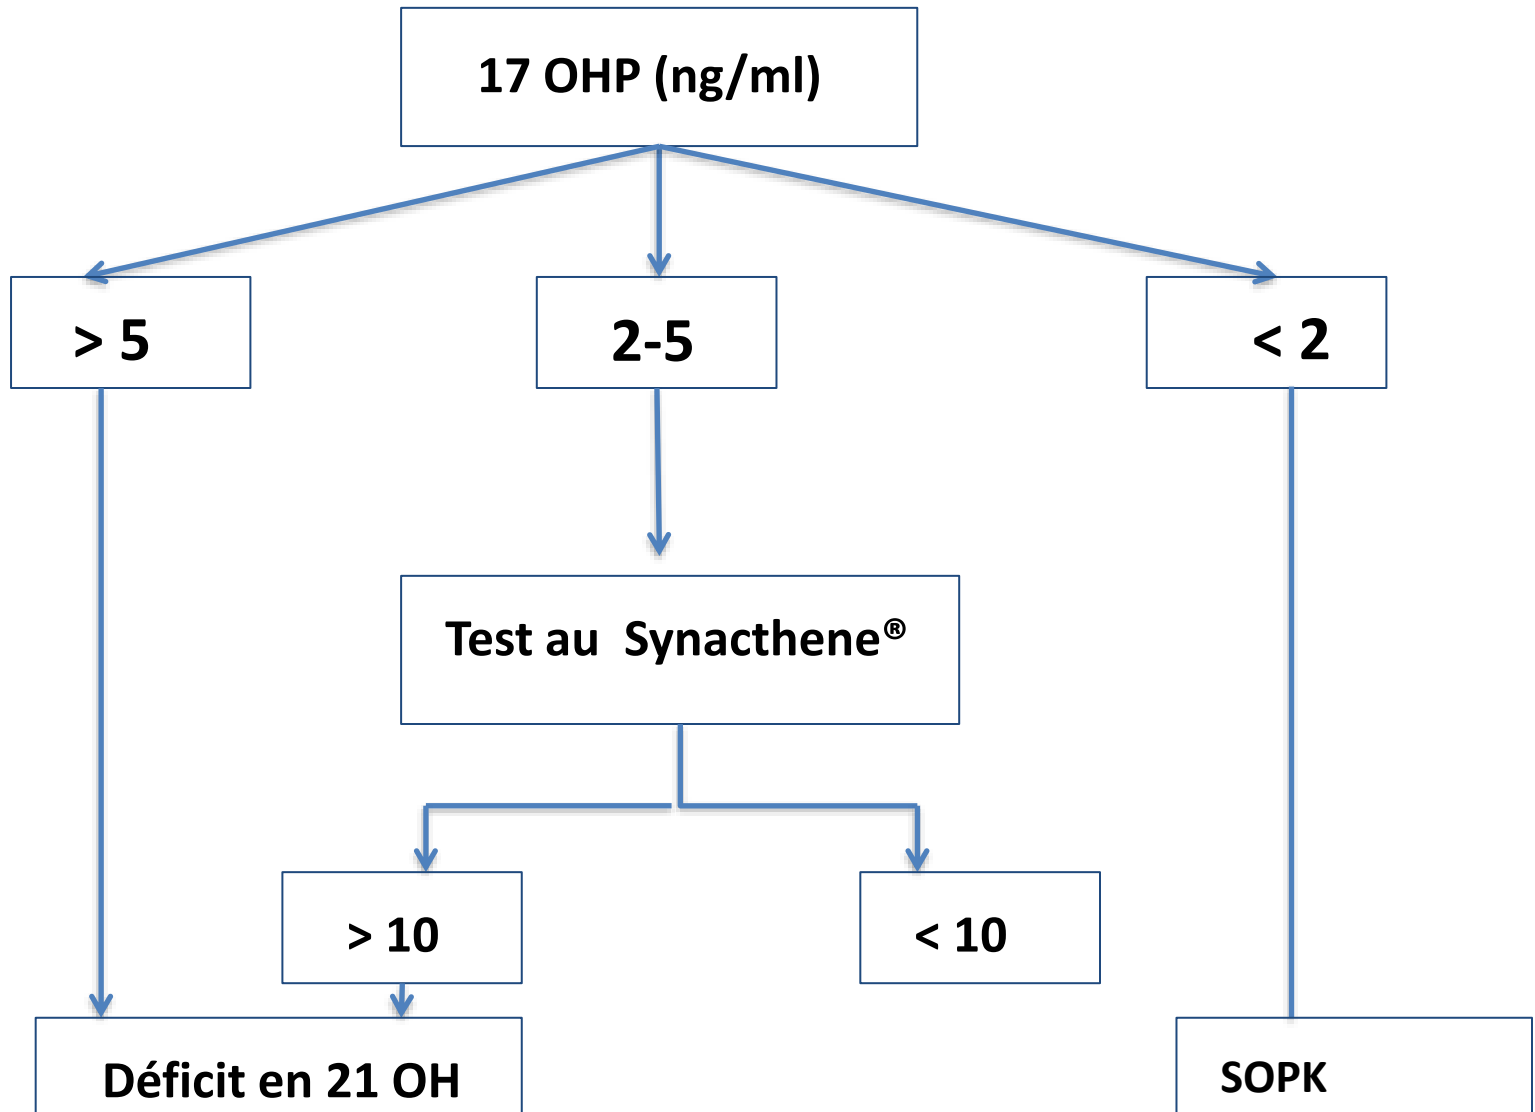 17 OHP (ng/ml)
> 5
2-5
< 2
Test au Synacthene®
> 10
< 10
Déficit en 21 OH
SOPK